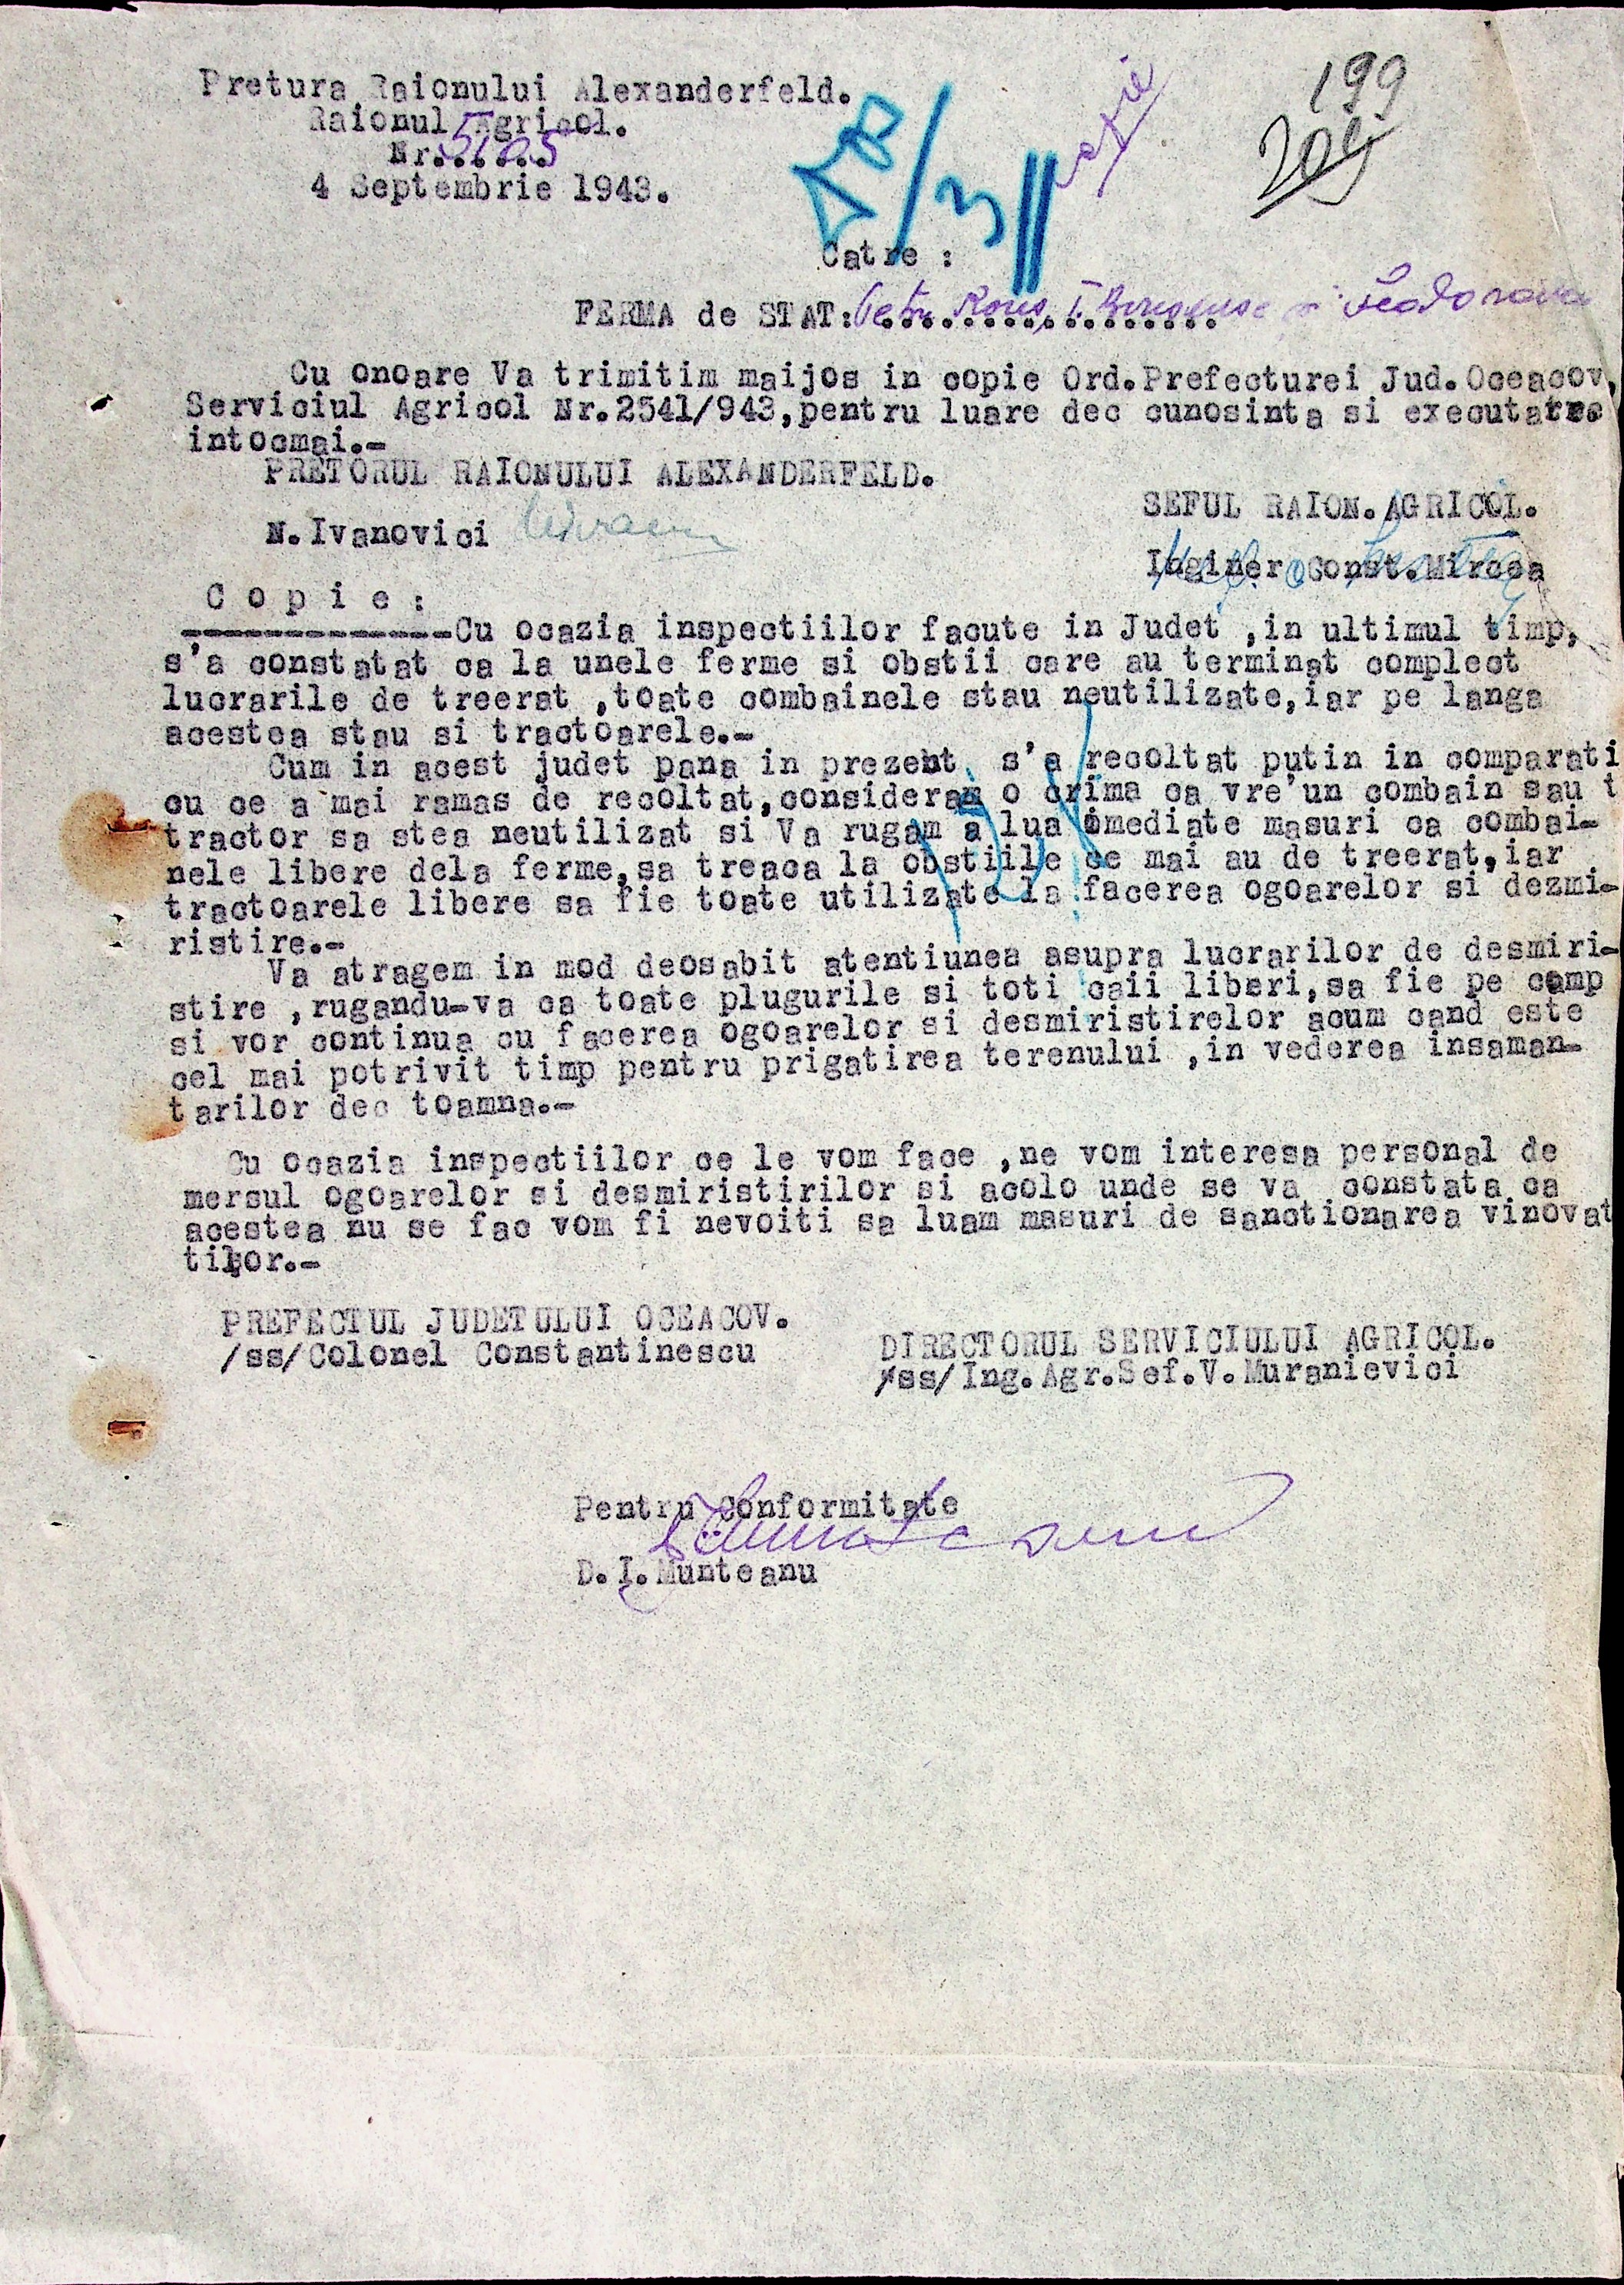 199
Pretura Raionului Alexanderfeld.
Raionul Agricol.
Nr.......
4 Septembrie 1943.
Catre :
FERMA de STAT:.................
Cu onoare Va trimitim maijos in copie Ord.Prefecturei Jud.Oceacov,
Serviciul Agricol Nr.2541/943,pentru luare dec cunosinta si executarre
intocmai.-
PRETORUL RAIONULUI ALEXANDERFELD.
SEFUL RAION.AGRICOL.
N.Ivanovici
Inginer Const.Mircea
C o p i e :
-------------Cu ocazia inspectiilor facute in Judet ,in ultimul timp,
s'a constatat ca la unele ferme si obstii care au terminat complect
lucrarile de treerat ,toate combainele stau neutilizate,iar pe langa
acestea stau si tractoarele.-
Cum in acest judet pana in prezent s'a recoltat putin in comparati
cu ce a mai ramas de recoltat,consideram o crima ca vre'un combain sau t
tractor sa stea neutilizat si Va rugam a lua imediate masuri ca combai-
nele libere dela ferme,sa treaca la obstiile ce mai au de treerat,iar
tractoarele libere sa fie toate utilizate la facerea ogoarelor si dezmi-
ristire.-
Va atragem in mod deosabit atentiunea asupra lucrarilor de desmiri-
stire ,rugandu-va ca toate plugurile si toti caii liberi,sa fie pe camp
si vor continua cu facerea ogoarelor si desmiristirelor acum cand este
cel mai potrivit timp pentru prigatirea terenului ,in vederea insaman-
tarilor dec toamna.-
Cu ocazia inspectiilor ce le vom face ,ne vom interesa personal de
mersul ogoarelor si desmiristirilor si acolo unde se va constata ca
acestea nu se fac vom fi nevoiti sa luam masuri de sanctionarea vinovat
tilor.-
PREFECTUL JUDETULUI OCEACOV.
/ss/Colonel Constantinescu
DIRECTORUL SERVICIULUI AGRICOL.
/ss/Ing.Agr.Sef.V.Muranievici
Pentru Conformitate
D.I.Munteanu